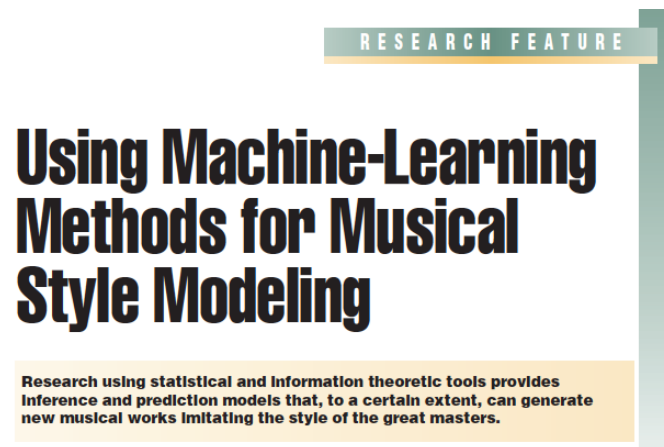 RESEARCH FEATURE
Using Machine-Learning
Methods for Musical
Style Modeling
Research using statistical and information theoretic tools provides
inference and prediction models that, to a certain extent, can generate
new musical works imitating the style of the great masters.